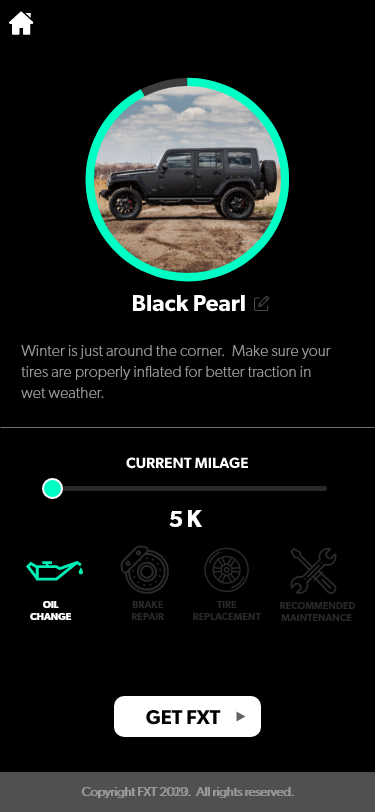 Black Pearl
Winter is just around the corner.  Make sure your
tires are properly inflated for better traction in
wet weather.
CURRENT MILAGE
5 K
OIL
CHANGE
BRAKE
REPAIR
TIRE
REPLACEMENT
RECOMMENDED
MAINTENANCE
GET FXT
Copyright FXT 2020.  All rights reserved.